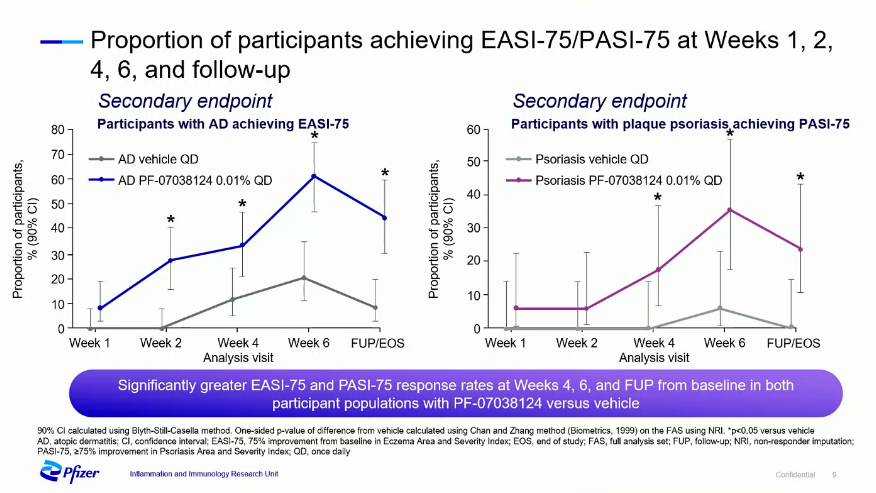 Proportion of participants achieving EASI-75/PASI-75 at Weeks 1, 2,
4, 6, and follow-up
Secondary endpoint
Participants with AD achieving EASI-75
Proportion of participants,
% (90% CI)
80
70
60
50
40
30
20
10
0
AD vehicle QD
AD PF-07038124 0.01% QD
*
*
*
*
Week 1
Week 2
Week 4
Week 6
FUP/EOS
Analysis visit
Secondary endpoint
Participants with plaque psoriasis achieving PASI-75
Proportion of participants,
% (90% CI)
60
50
40
30
20
10
0
Psoriasis vehicle QD
Psoriasis PF-07038124 0.01% QD
*
*
*
Week 1
Week 2
Week 4
Week 6
FUP/EOS
Analysis visit
Significantly greater EASI-75 and PASI-75 response rates at Weeks 4, 6, and FUP from baseline in both
participant populations with PF-07038124 versus vehicle
90% CI calculated using Blyth-Still-Casella method. One-sided p-value of difference from vehicle calculated using Chan and Zhang method (Biometrics, 1999) on the FAS using NRI. *p<0.05 versus vehicle
AD, atopic dermatitis; CI, confidence interval; EASI-75, 75% improvement from baseline in Eczema Area and Severity Index; EOS, end of study; FAS, full analysis set; FUP, follow-up; NRI, non-responder imputation;
PASI-75, ≥75% improvement in Psoriasis Area and Severity Index; QD, once daily
Pfizer
Inflammation and Immunology Research Unit
Confidential
9